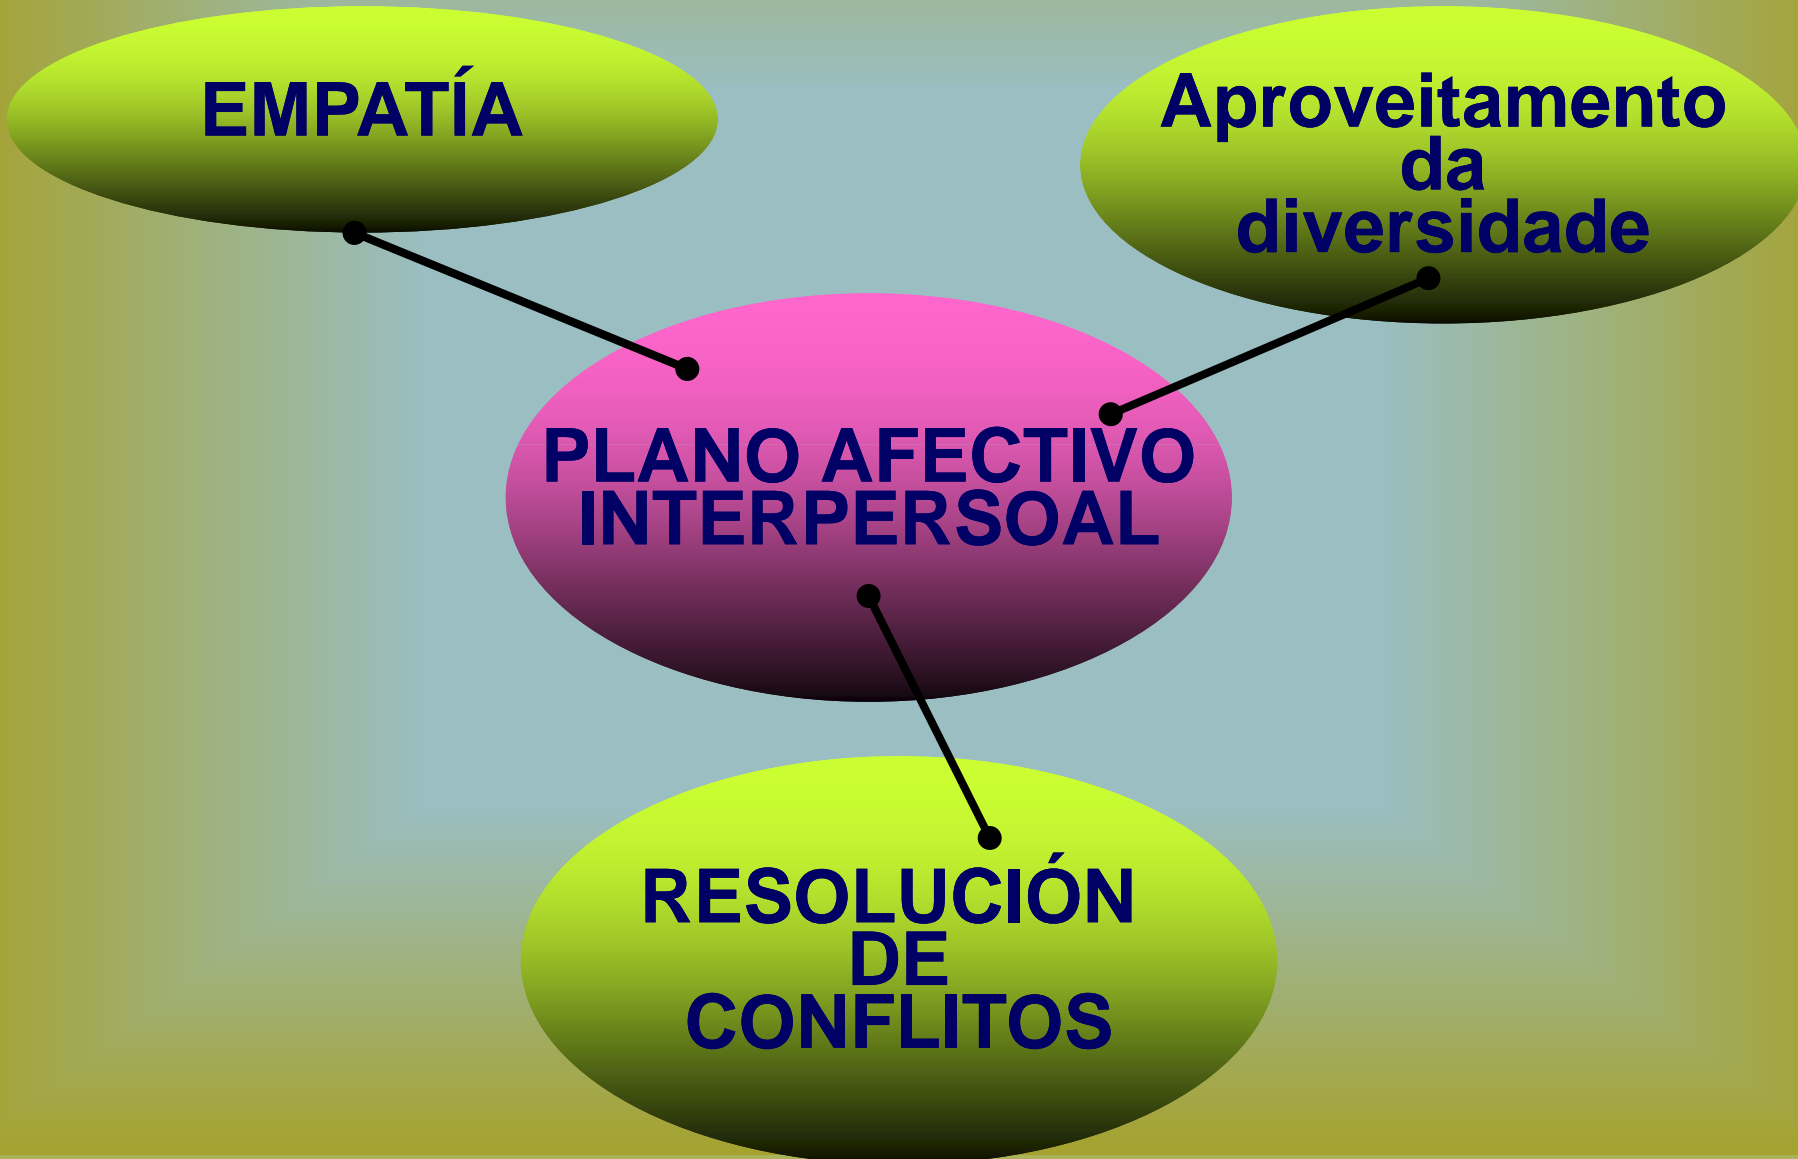 EMPATÍA
Aproveitamento
da
diversidade
PLANO AFECTIVO
INTERPERSOAL
RESOLUCIÓN
DE
CONFLITOS